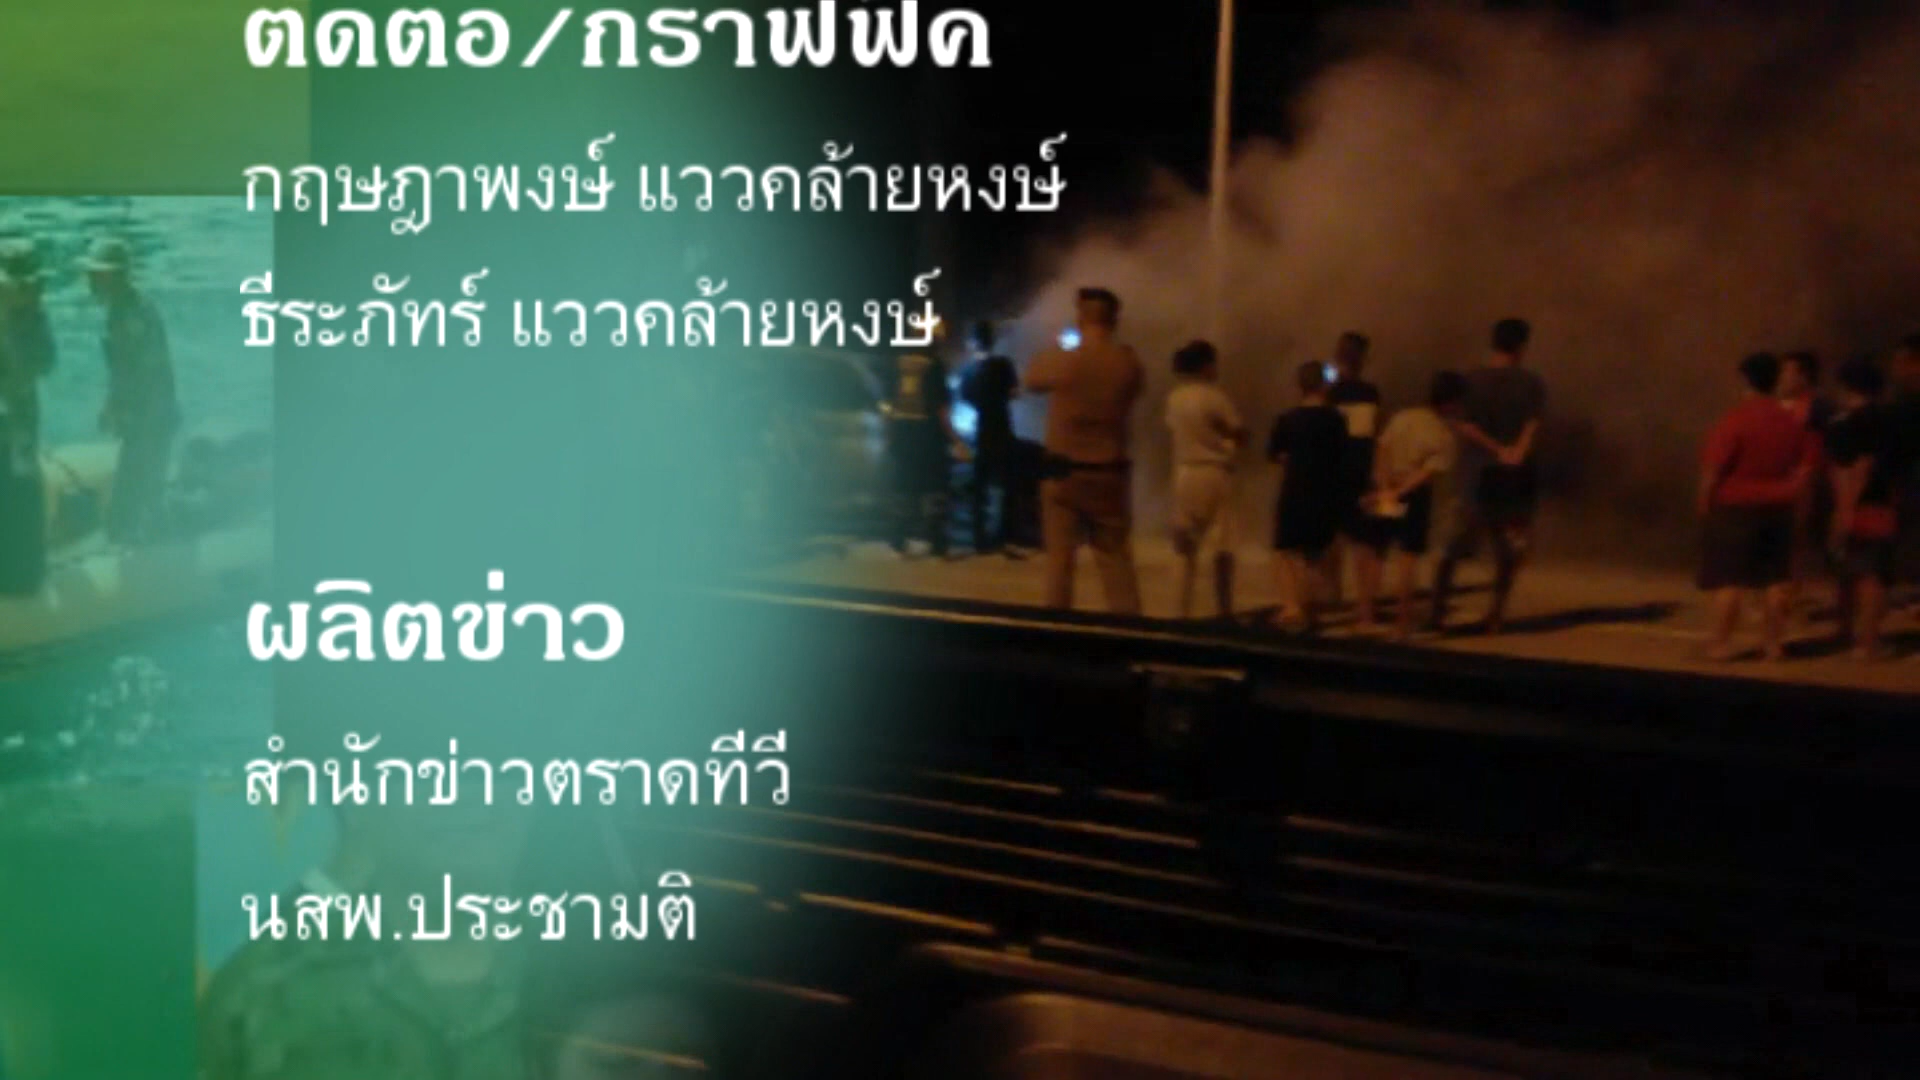 ตัดต่อ/กราฟฟิค
กฤษฎาพงษ์ แววคล้ายหงษ์
ธีระภัทร์ แววคล้ายหงษ์
ผลิตข่าว
สำนักข่าวตราดทีวี
นสพ.ประชามติ